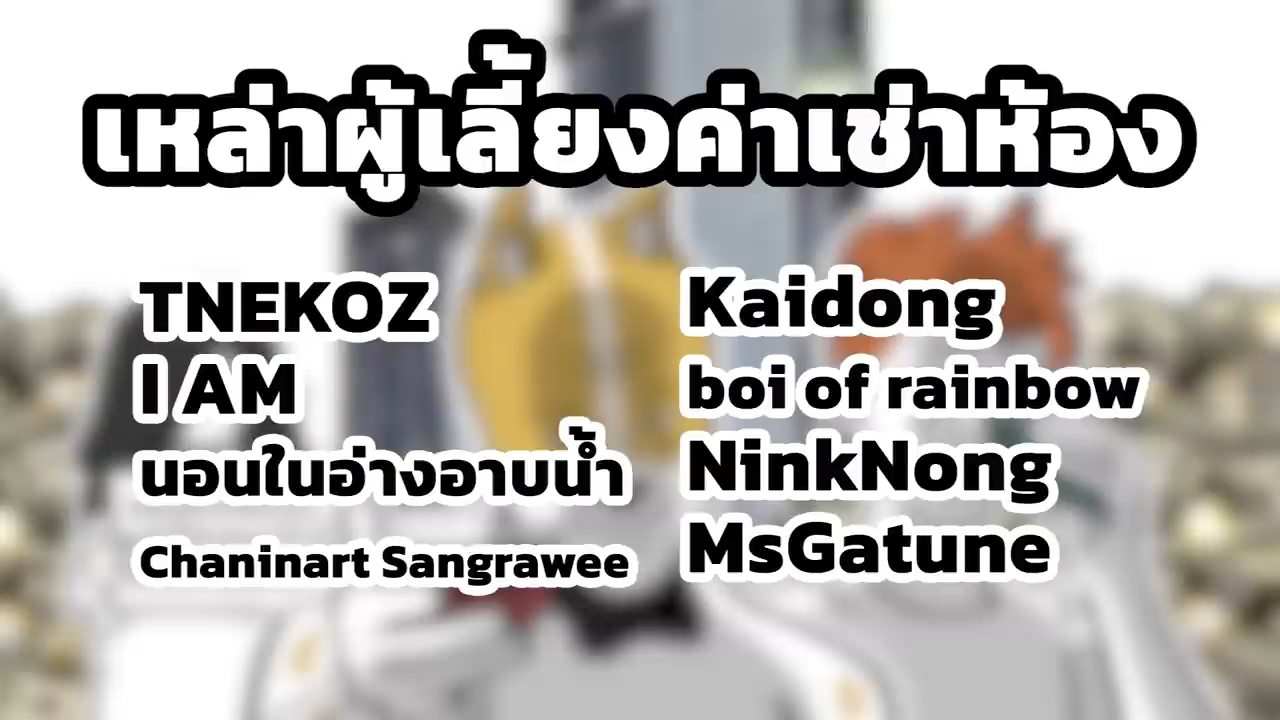 เหล่าผู้เลี้ยงค่าเช่าห้อง
TNEKOZ
I AM
นอนในอ่างอาบน้ำ
Chaninart Sangrawee
Kaidong
boi of rainbow
NinkNong
MsGatune